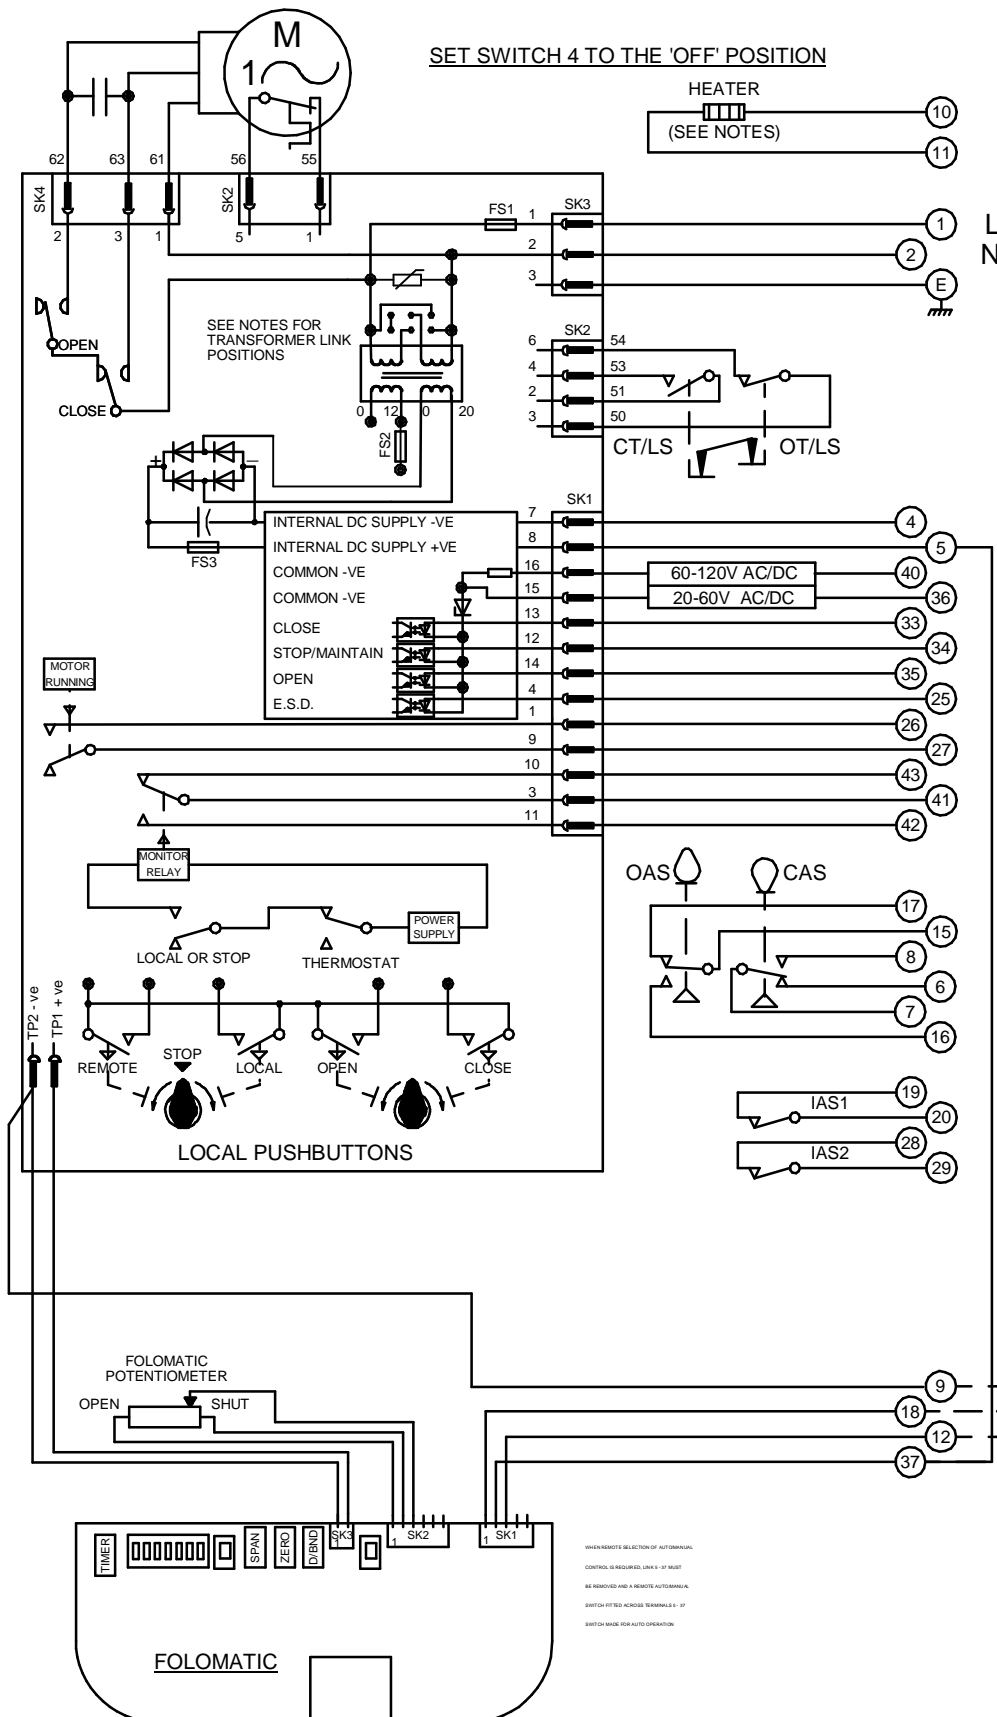 M
1
SET SWITCH 4 TO THE 'OFF' POSITION
HEATER
(SEE NOTES)
10
11
62
63
61
56
55
SK4
SK2
2
3
1
5
1
FS1
1
SK3
2
3
1
2
E
L
N
SEE NOTES FOR
TRANSFORMER LINK
POSITIONS
OPEN
CLOSE
0
12
0
20
FS2
SK2
6
54
4
53
2
51
3
50
CT/LS
OT/LS
+
–
FS3
SK1
INTERNAL DC SUPPLY -VE
7
4
INTERNAL DC SUPPLY +VE
8
5
COMMON -VE
16
60-120V AC/DC
40
COMMON -VE
15
20-60V AC/DC
36
CLOSE
13
33
STOP/MAINTAIN
12
34
OPEN
14
35
E.S.D.
4
25
1
26
9
27
10
43
3
41
11
42
MOTOR
RUNNING
MONITOR
RELAY
POWER
SUPPLY
LOCAL OR STOP
THERMOSTAT
OAS
CAS
17
15
8
6
7
16
TP2 - ve
TP1 + ve
REMOTE
STOP
LOCAL
OPEN
CLOSE
LOCAL PUSHBUTTONS
IAS1
19
20
IAS2
28
29
FOLOMATIC
POTENTIOMETER
OPEN
SHUT
9
18
12
37
TIMER
SPAN
ZERO
D/BND
SK3
1
SK2
1
SK1
1
FOLOMATIC
WHEN REMOTE SELECTION OF AUTO/MANUAL
CONTROL IS REQUIRED, LINK 5 - 37 MUST
BE REMOVED AND A REMOTE AUTO/MANUAL
SWITCH FITTED ACROSS TERMINALS 5 - 37
SWITCH MADE FOR AUTO OPERATION